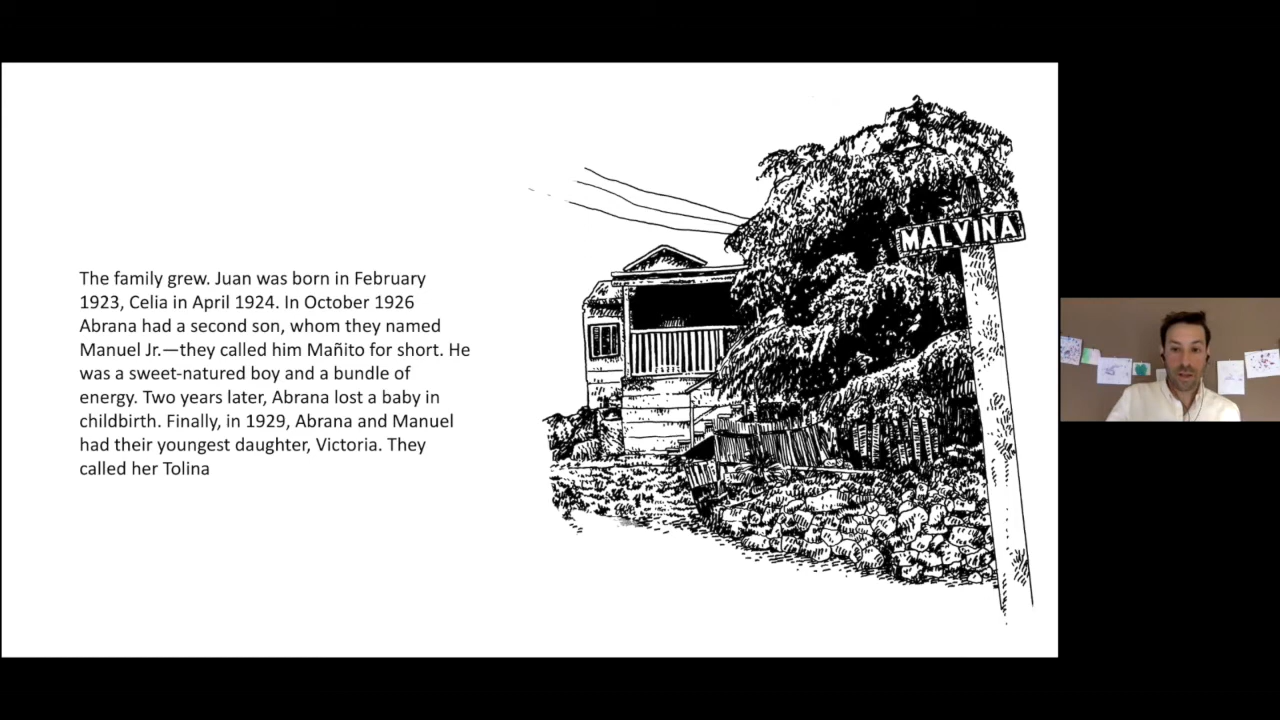 The family grew. Juan was born in February
1923, Celia in April 1924. In October 1926
Abrana had a second son, whom they named
Manuel Jr.—they called him Mañito for short. He
was a sweet-natured boy and a bundle of
energy. Two years later, Abrana lost a baby in
childbirth. Finally, in 1929, Abrana and Manuel
had their youngest daughter, Victoria. They
called her Tolina
MALVINA